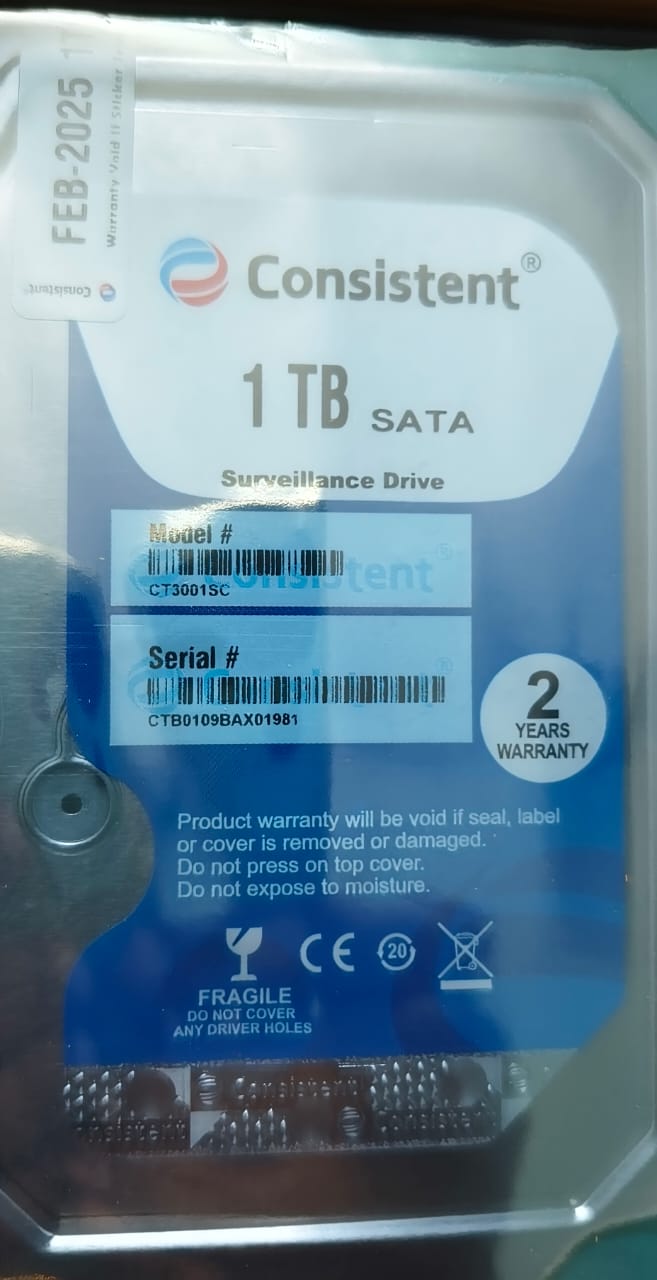 FEB-2025
Warranty Void if Sticker
Consistent
Consistent®
1 TB SATA
Surveillance Drive
Model #
CT3001SC
Serial #
CTB0109BAX01981
2
YEARS
WARRANTY
Product warranty will be void if seal, label
or cover is removed or damaged.
Do not press on top cover.
Do not expose to moisture.
CE
20
FRAGILE
DO NOT COVER
ANY DRIVER HOLES
Consistent
Consistent